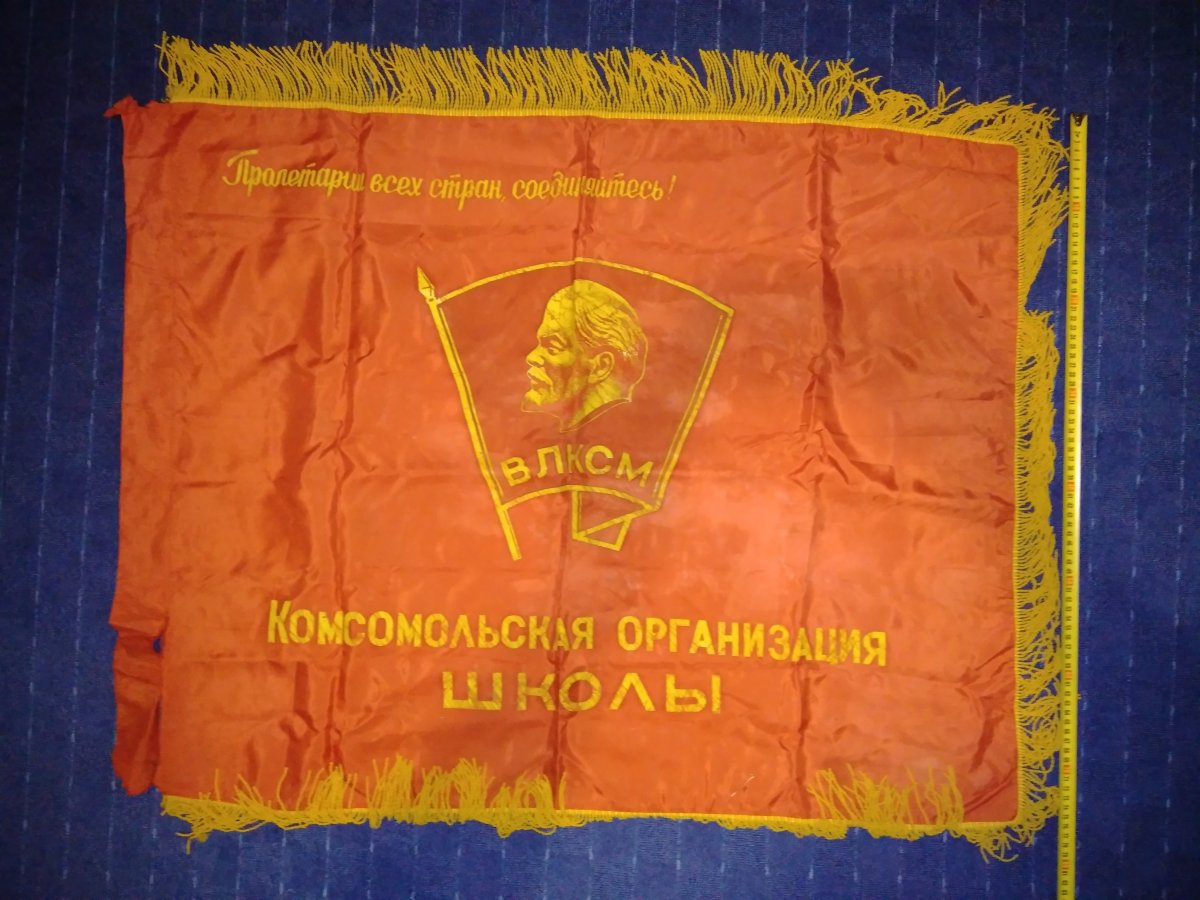 Пролетарии всех стран, соединяйтесь!
ВЛКСМ
Комсомольская организация
школы